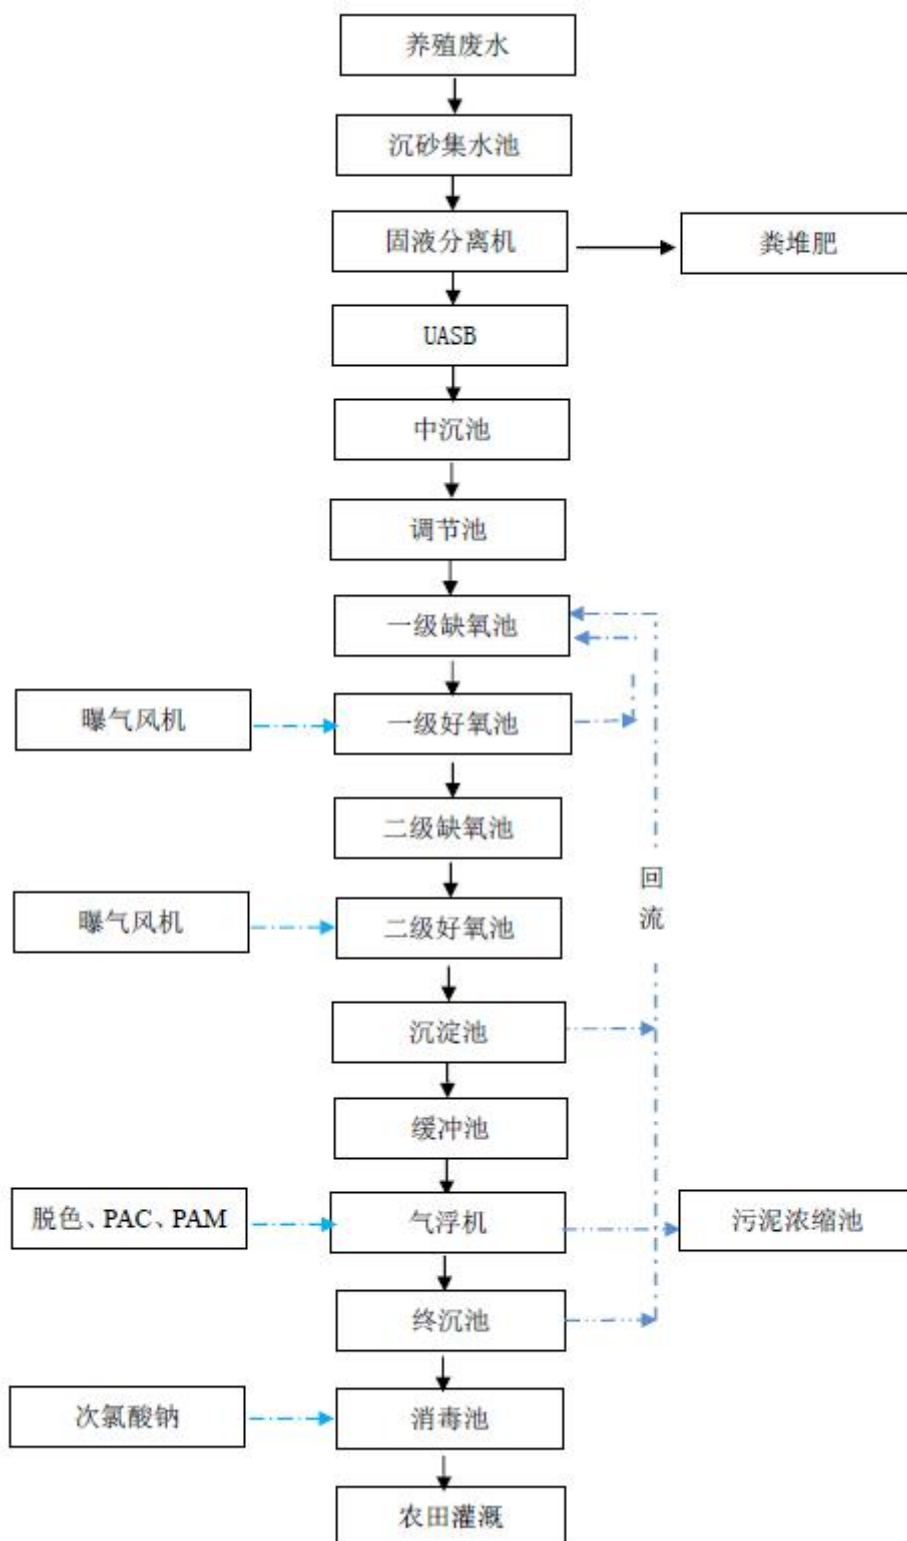 养殖废水
沉砂集水池
固液分离机
粪堆肥
UASB
中沉池
调节池
一级缺氧池
曝气风机
一级好氧池
二级缺氧池
回
流
曝气风机
二级好氧池
沉淀池
缓冲池
脱色、PAC、PAM
气浮机
污泥浓缩池
终沉池
次氯酸钠
消毒池
农田灌溉